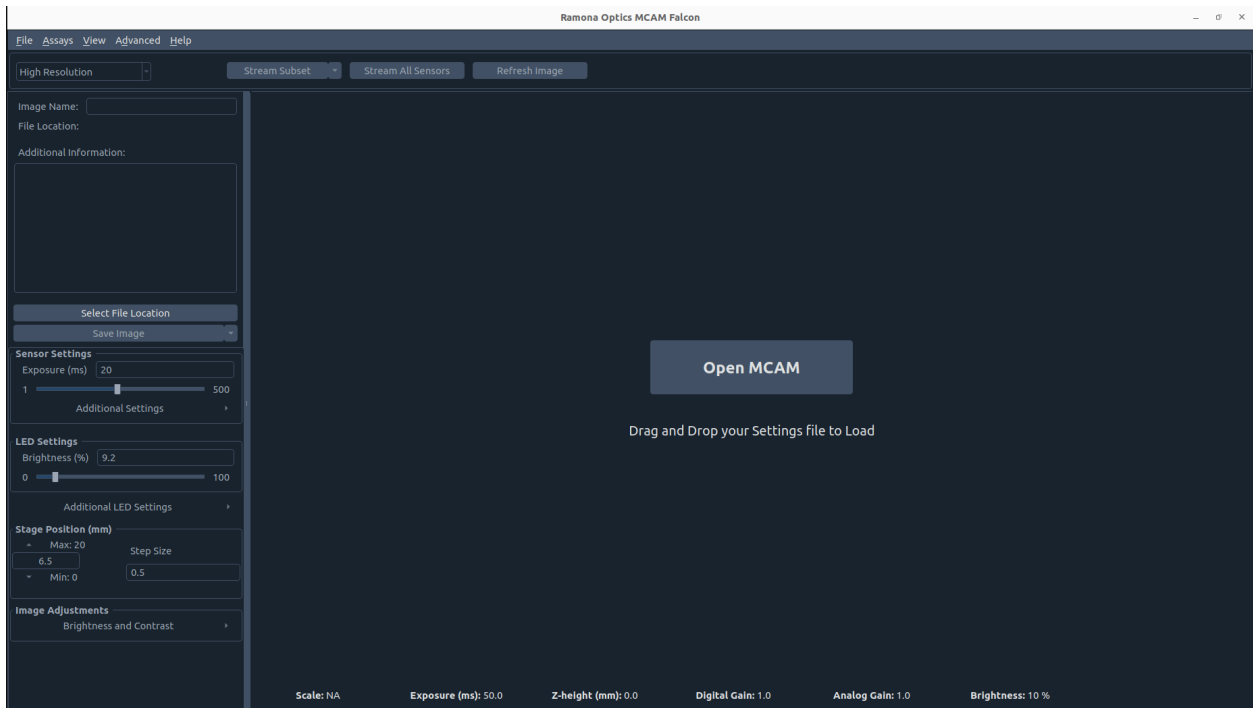 Ramona Optics MCAM Falcon
File Assays View Advanced Help
High Resolution Stream Subset Stream All Sensors Refresh Image
Image Name:
File Location:
Additional Information:
Select File Location
Save Image
Sensor Settings
Exposure (ms) 20
1 500
Additional Settings
LED Settings
Brightness (%) 9.2
0 100
Additional LED Settings
Stage Position (mm)
Max: 20
Step Size
6.5
0.5
Min: 0
Image Adjustments
Brightness and Contrast
Open MCAM
Drag and Drop your Settings file to Load
Scale: NA Exposure (ms): 50.0 Z-height (mm): 0.0 Digital Gain: 1.0 Analog Gain: 1.0 Brightness: 10 %